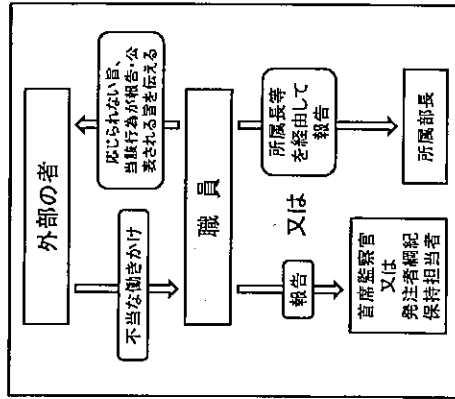 外部の者
不当な働きかけ
応じられない旨、
当該行為が報告・公
表される旨を伝える
職 員
報告
又は
所属長等
を経由して
報告
首席監察官
又は
発注者綱紀
保持担当者
所属部長